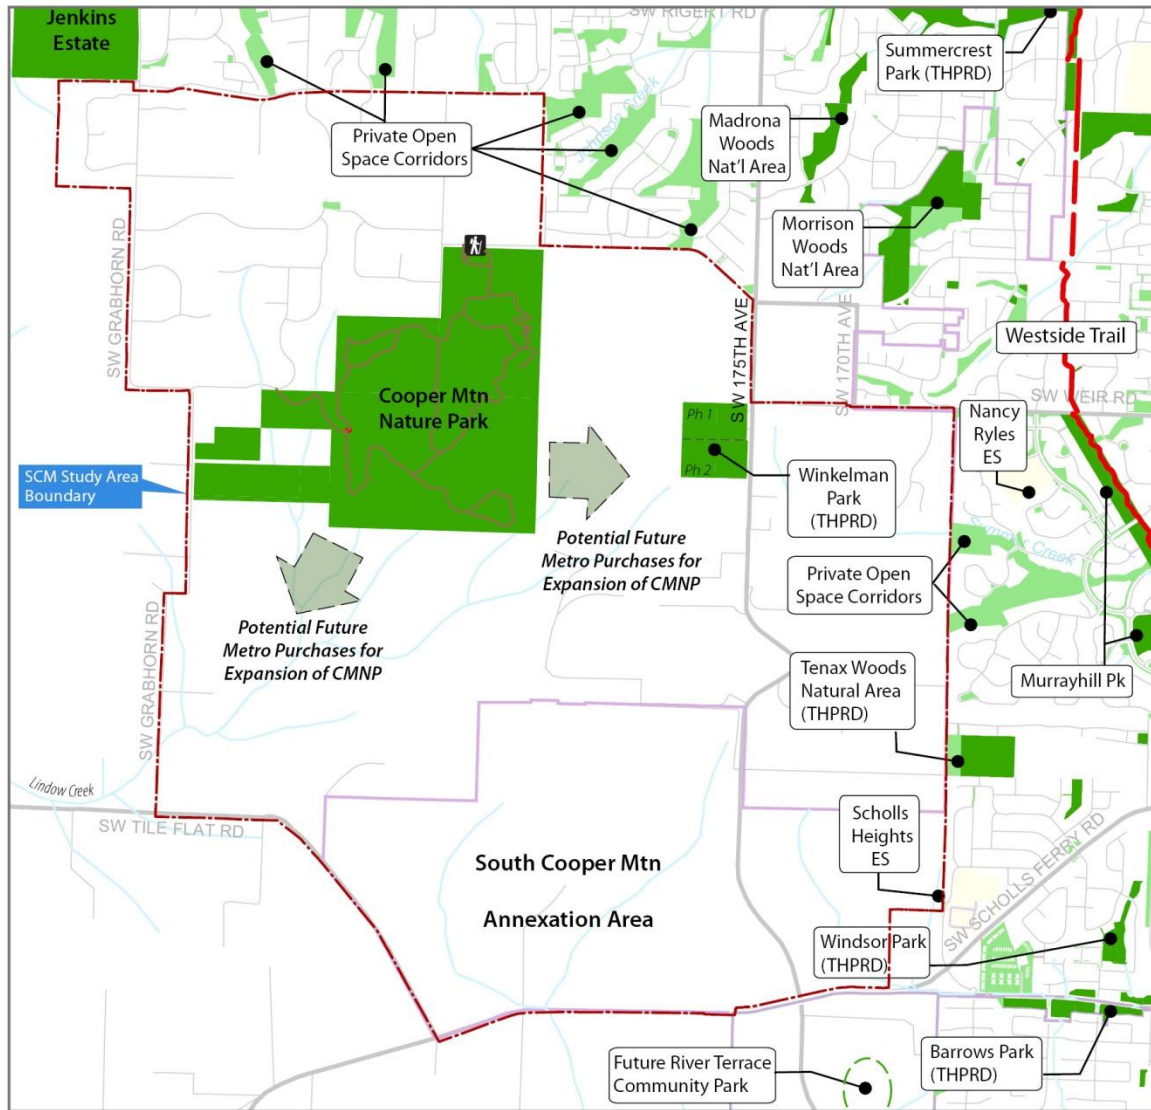 Jenkins
Estate
SW RIGERT RD
Summercrest
Park (THPRD)
Private Open
Space Corridors
Johnson Creek
Madrona
Woods
Nat'l Area
Morrison
Woods
Nat'l Area
SW GRABHORN RD
SW 175TH AVE
SW 170TH AVE
Westside Trail
SW WEIR RD
Cooper Mtn
Nature Park
Ph 1
Ph 2
Nancy
Ryles
ES
SCM Study Area
Boundary
Winkelman
Park
(THPRD)
Potential Future
Metro Purchases for
Expansion of CMNP
Summer Creek
Private Open
Space Corridors
Potential Future
Metro Purchases for
Expansion of CMNP
SW GRABHORN RD
Tenax Woods
Natural Area
(THPRD)
Murrayhill Pk
Lindow Creek
SW TILE FLAT RD
Scholls
Heights
ES
SW SCHOLLS FERRY RD
South Cooper Mtn
Annexation Area
Windsor Park
(THPRD)
Future River Terrace
Community Park
Barrows Park
(THPRD)